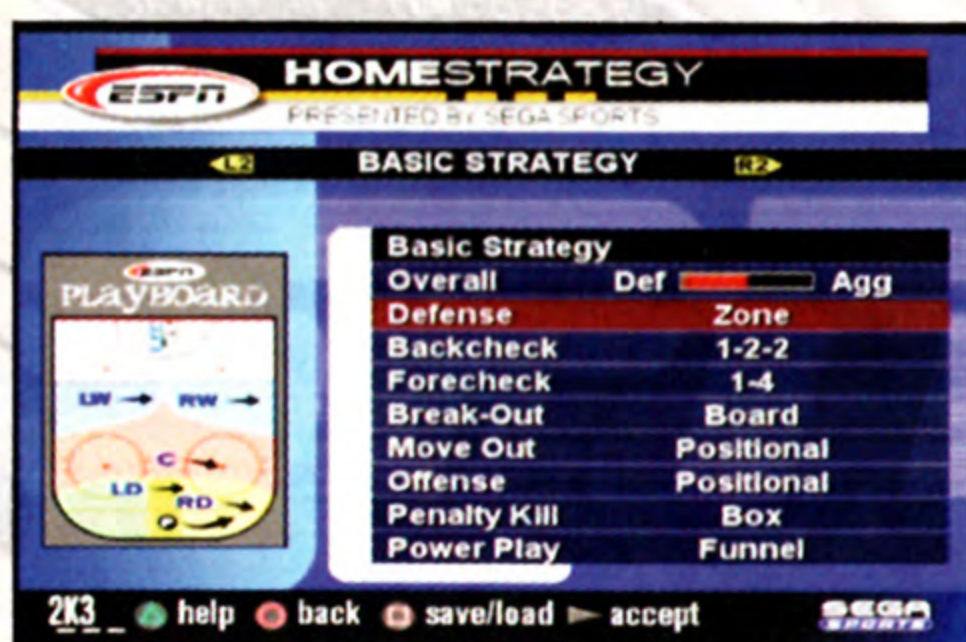 ESPN
HOMESTRATEGY
PRESENTED BY SEGA SPORTS
L2 BASIC STRATEGY R2
ESPN
PLAYBOARD
LW RW
C
LD
RD
P
Basic Strategy
Overall Def Agg
Defense Zone
Backcheck 1-2-2
Forecheck 1-4
Break-Out Board
Move Out Positional
Offense Positional
Penalty Kill Box
Power Play Funnel
2K3 help back save/load accept
SEGA
SPORTS